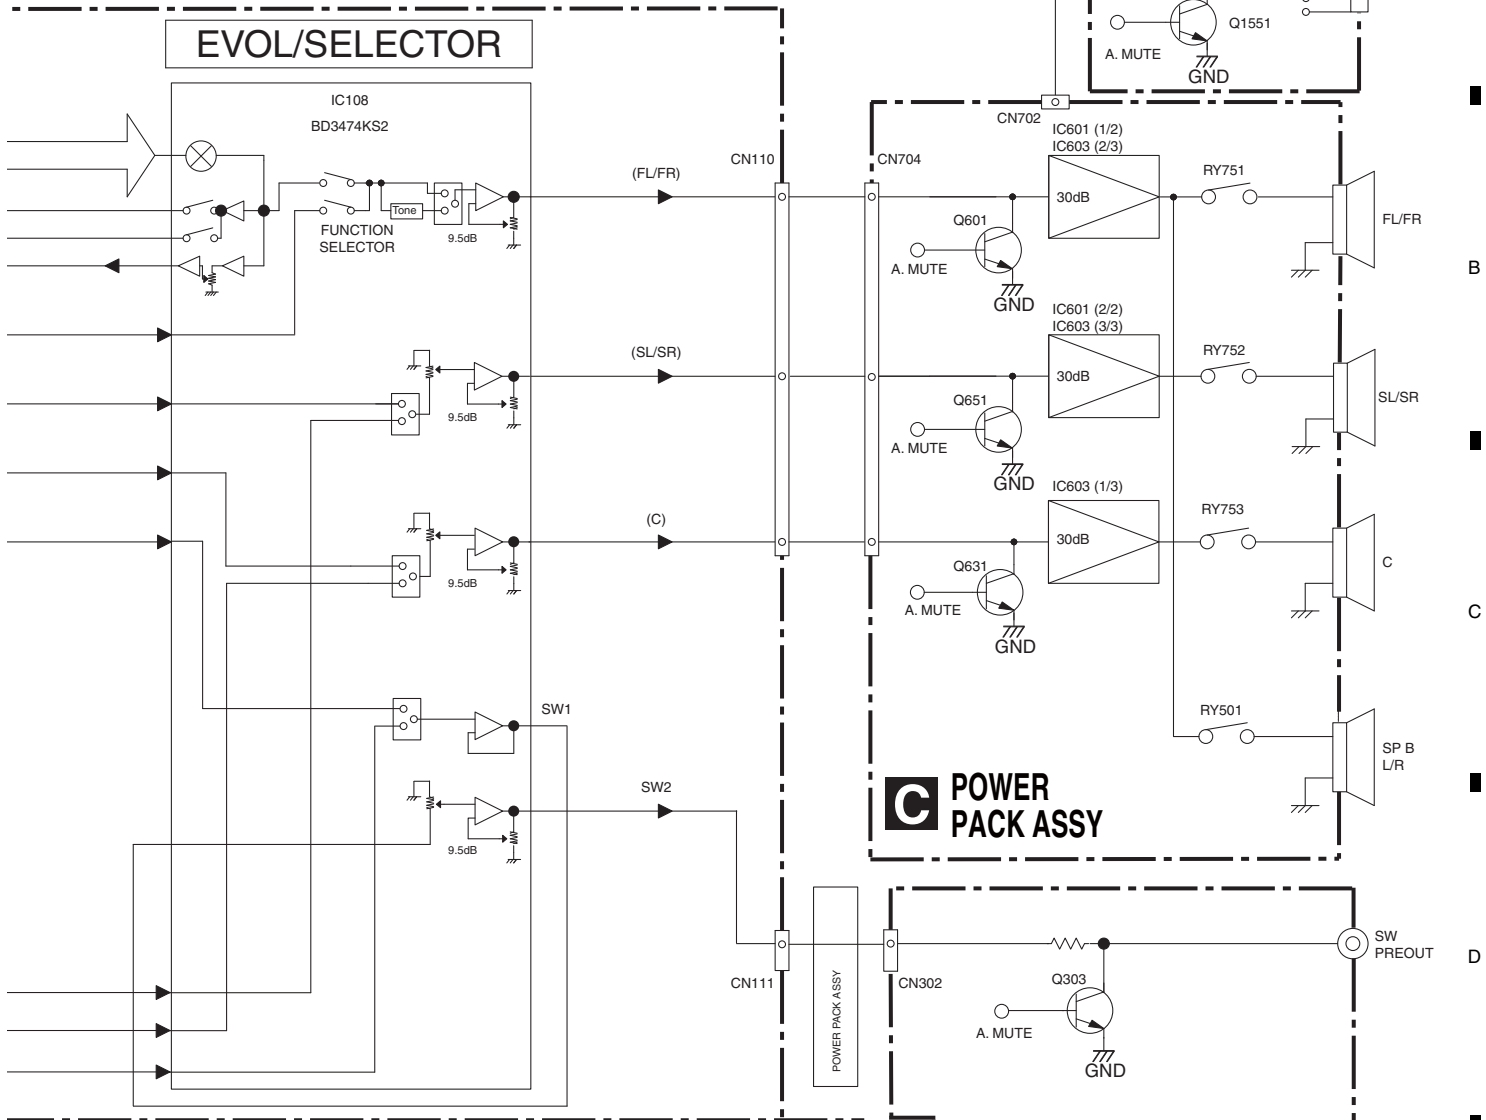 EVOL/SELECTOR
IC108
BD3474KS2
Tone
FUNCTION
SELECTOR
9.5dB
(FL/FR)
CN110
Q1551
A. MUTE
GND
CN702
CN704
IC601 (1/2)
IC603 (2/3)
30dB
RY751
FL/FR
Q601
A. MUTE
GND
B
9.5dB
(SL/SR)
IC601 (2/2)
IC603 (3/3)
30dB
RY752
SL/SR
Q651
A. MUTE
GND
9.5dB
(C)
IC603 (1/3)
30dB
RY753
C
Q631
A. MUTE
GND
C
SW1
RY501
SP B
L/R
9.5dB
SW2
C POWER
PACK ASSY
CN111
POWER PACK ASSY
CN302
Q303
A. MUTE
GND
SW
PREOUT
D